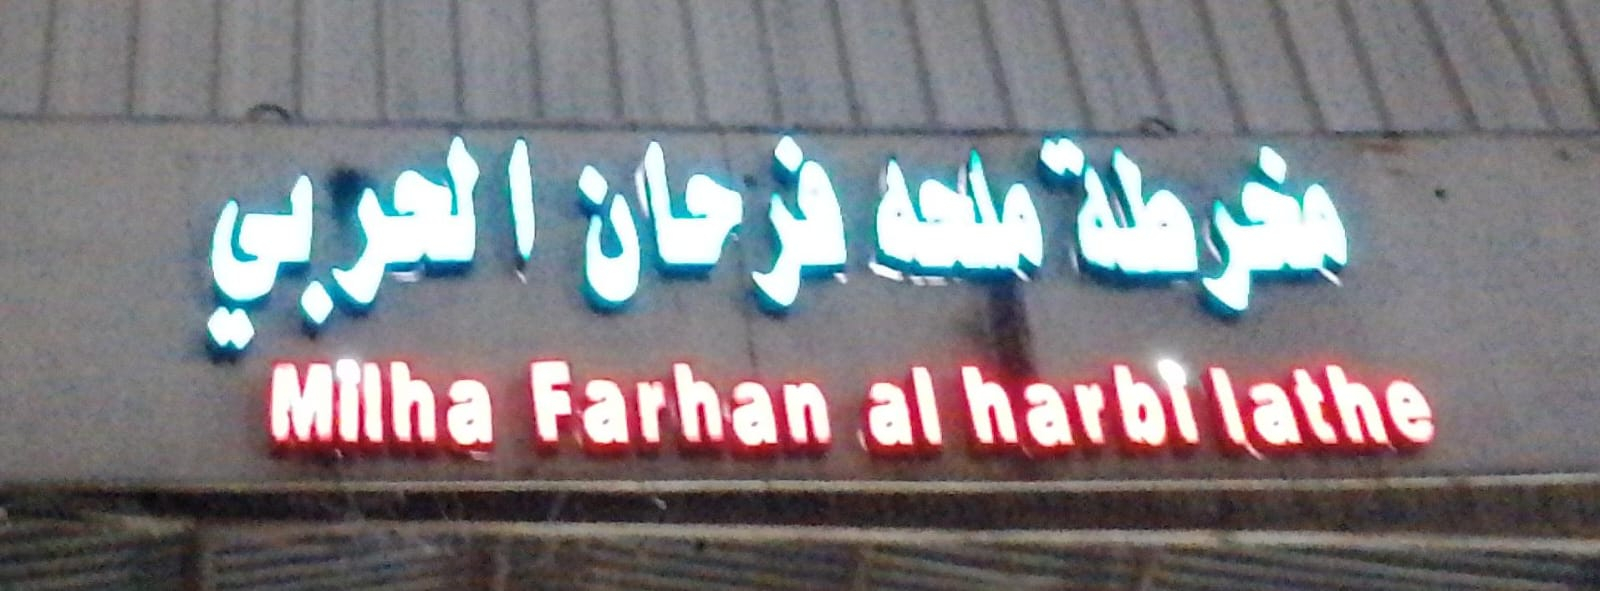 مخرطة ملحه فرحان الحربي
Milha Farhan al harbi lathe